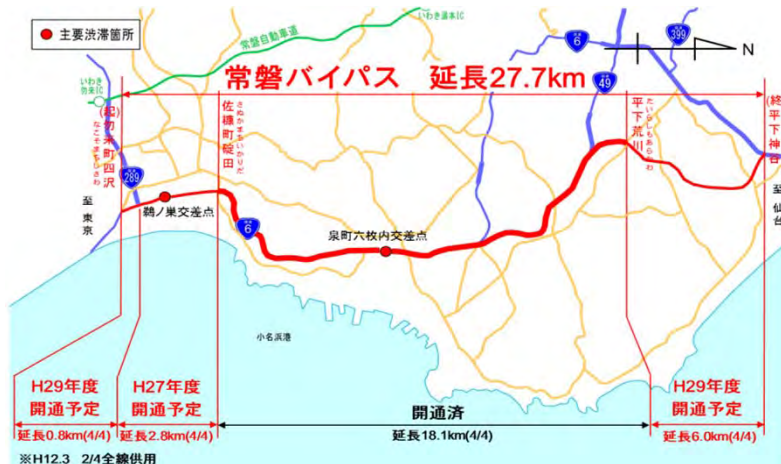 主要渋滞箇所
常磐自動車道
いわき湯本IC
いわき勿来IC
6
399
49
N
常磐バイパス 延長27.7km
(起)勿来町四沢
なこそまちしさわ
佐糠町碇田
さぬかまちいかりだ
平下荒川
たいらしもあらかわ
(終)平下神谷
289
至 東京
鵜ノ巣交差点
6
泉町六枚内交差点
至 仙台
小名浜港
H29年度
開通予定
延長0.8km(4/4)
H27年度
開通予定
延長2.8km(4/4)
開通済
延長18.1km(4/4)
H29年度
開通予定
延長6.0km(4/4)
※H12.3 2/4全線供用